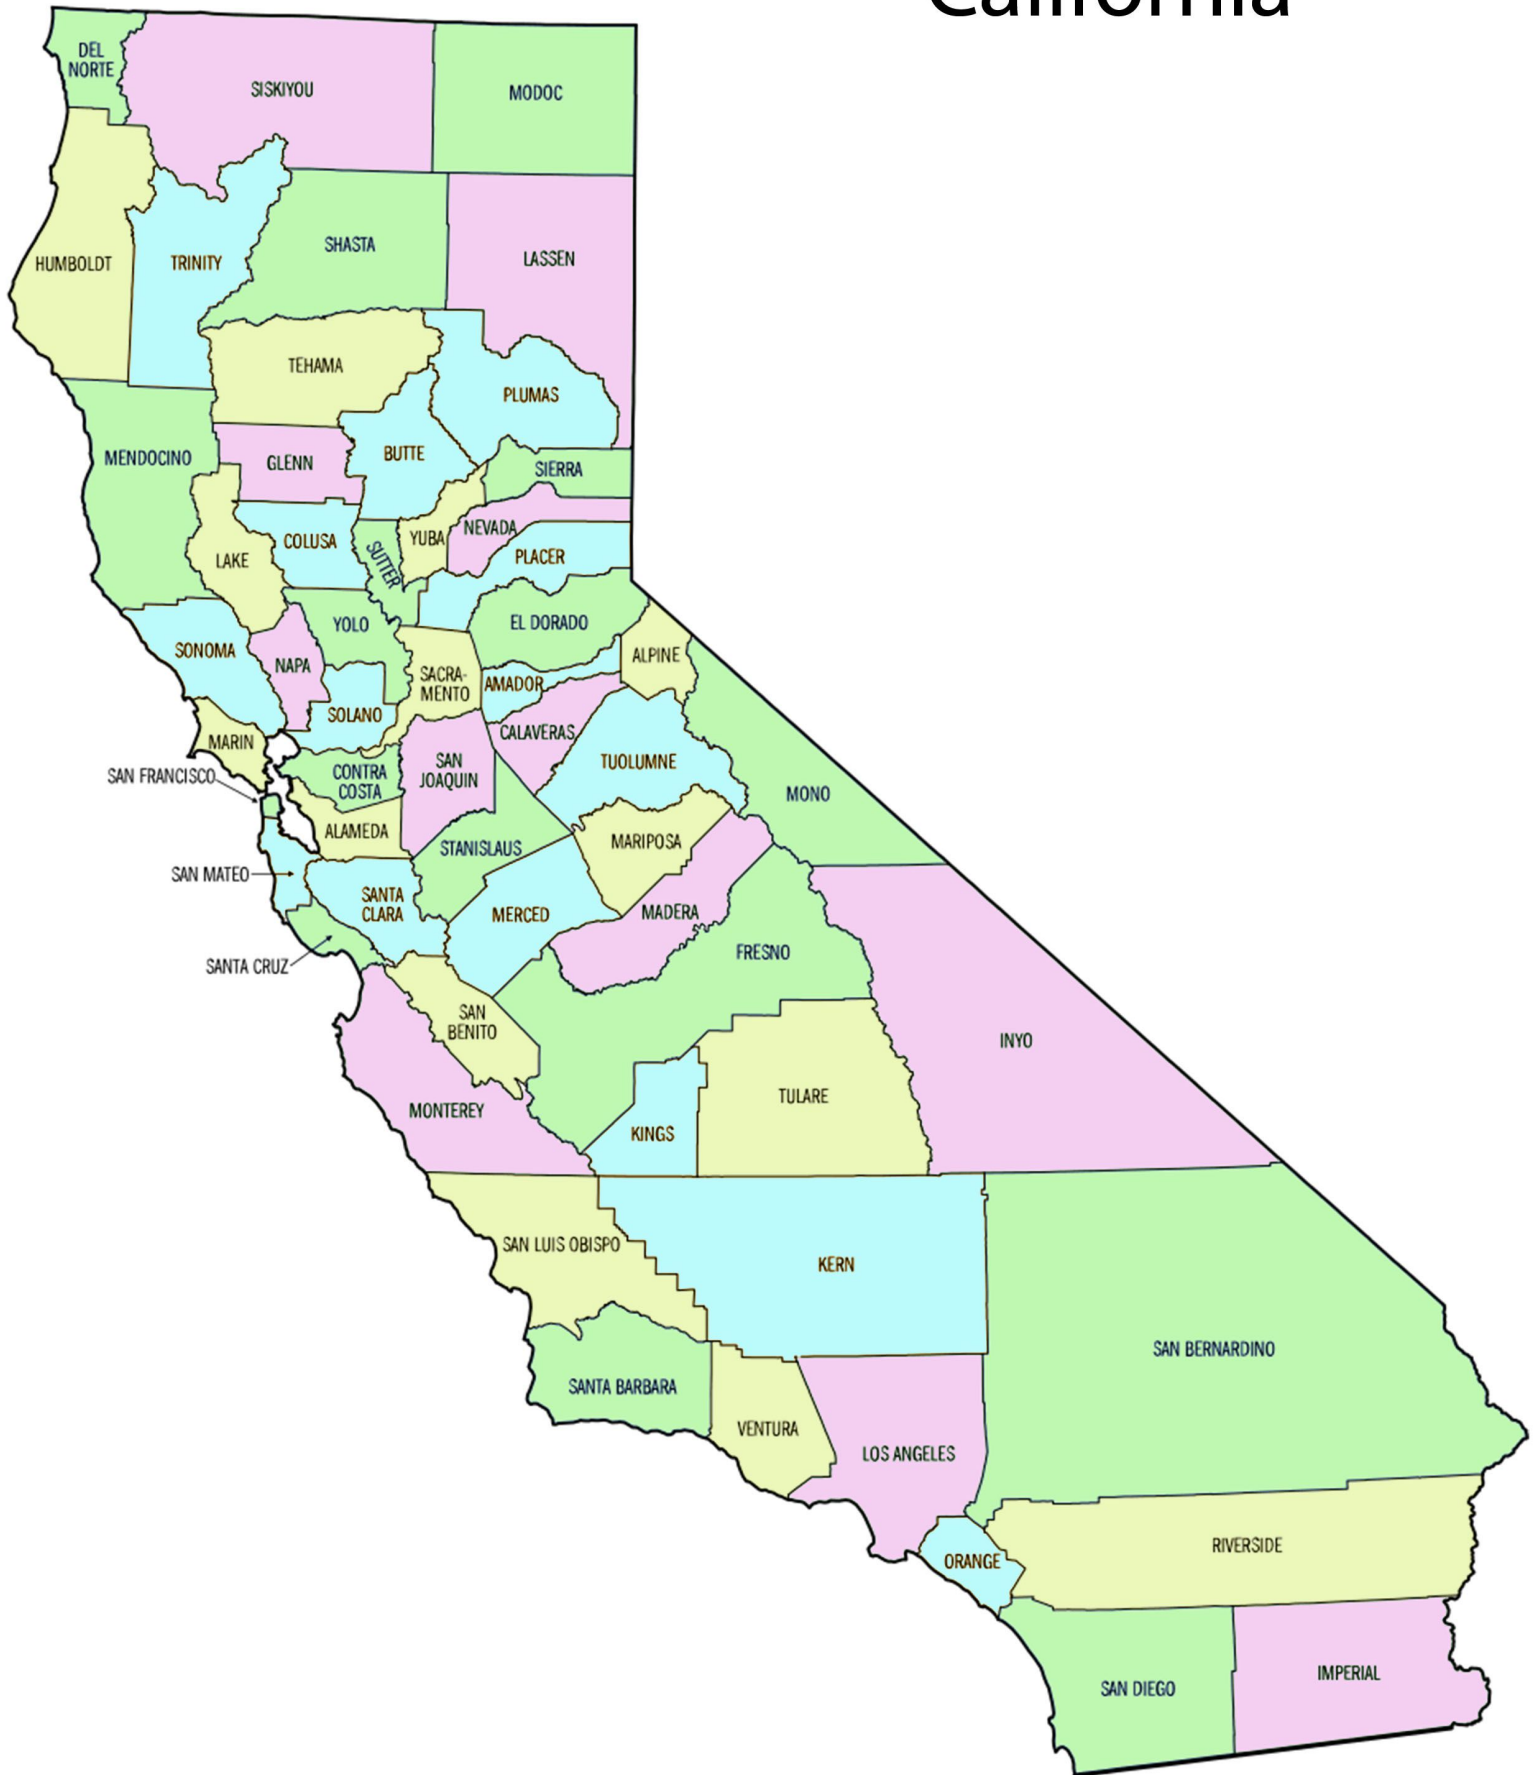 California
DEL
NORTE
SISKIYOU
MODOC
HUMBOLDT
TRINITY
SHASTA
LASSEN
TEHAMA
PLUMAS
MENDOCINO
GLENN
BUTTE
SIERRA
LAKE
COLUSA
SUTTER
YUBA
NEVADA
PLACER
SONOMA
NAPA
YOLO
EL DORADO
SACRA-
MENTO
AMADOR
ALPINE
SOLANO
MARIN
CALAVERAS
SAN FRANCISCO
CONTRA
COSTA
SAN
JOAQUIN
TUOLUMNE
MONO
ALAMEDA
STANISLAUS
MARIPOSA
SAN MATEO
SANTA
CLARA
MERCED
MADERA
SANTA CRUZ
FRESNO
SAN
BENITO
INYO
MONTEREY
KINGS
TULARE
SAN LUIS OBISPO
KERN
SANTA BARBARA
SAN BERNARDINO
VENTURA
LOS ANGELES
ORANGE
RIVERSIDE
SAN DIEGO
IMPERIAL